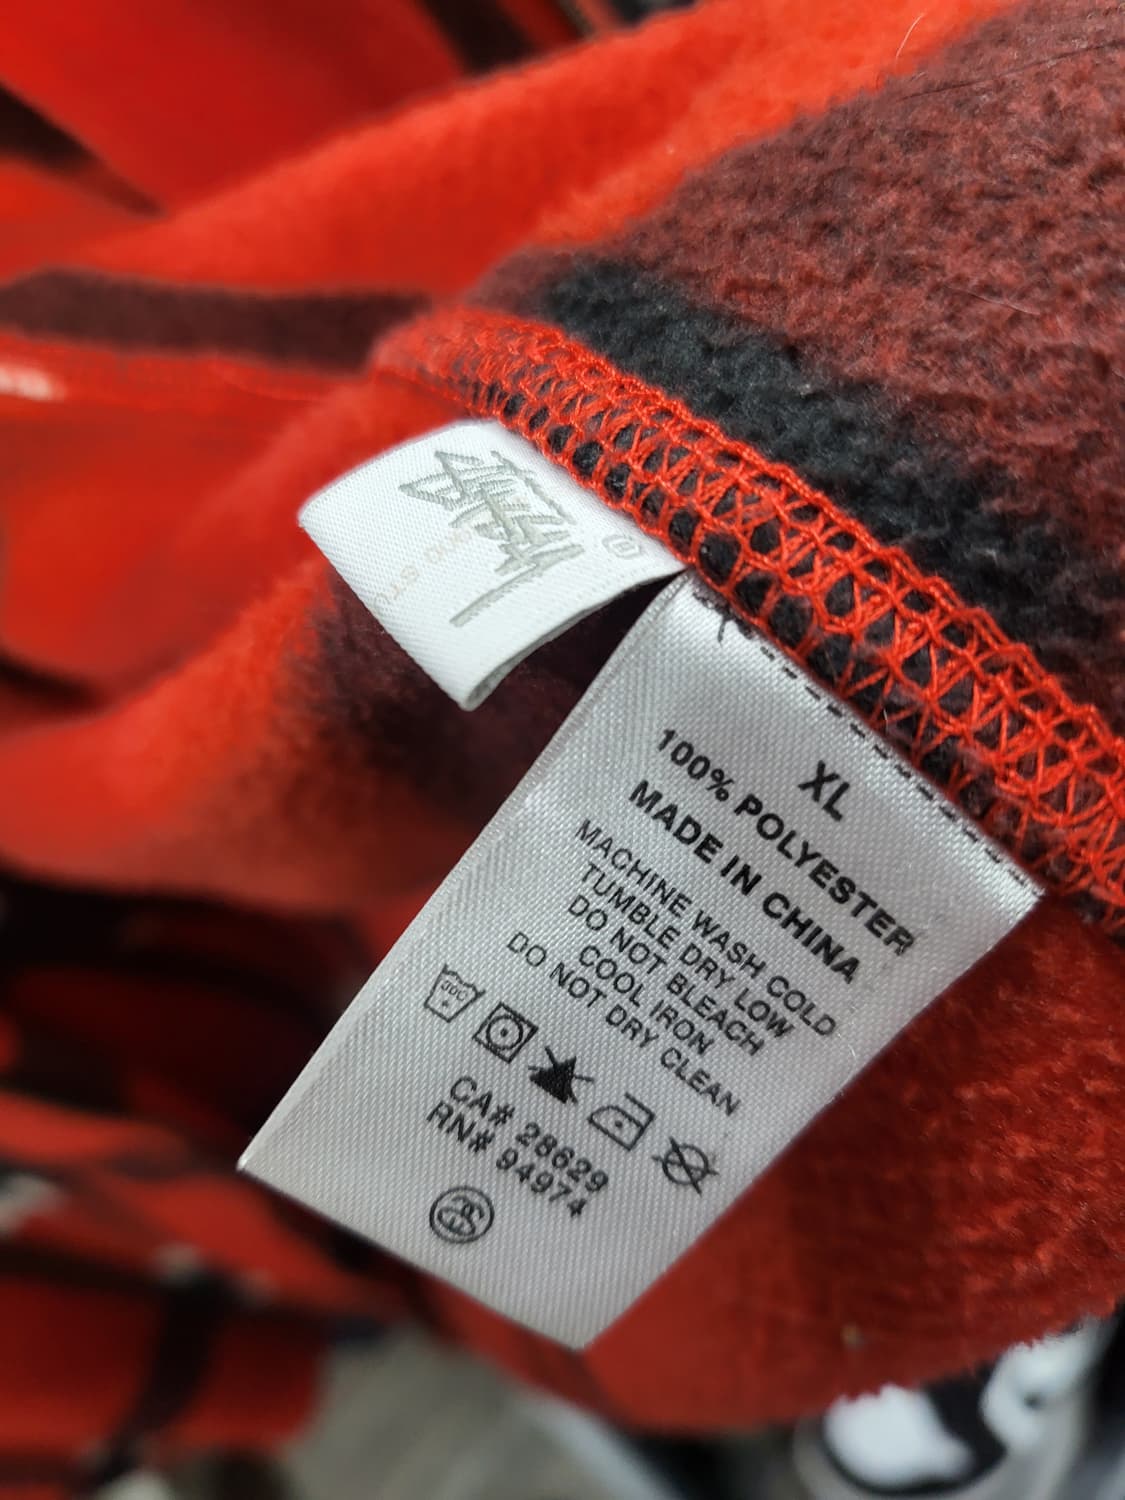 XL
100% POLYESTER
MADE IN CHINA
MACHINE WASH COLD
TUMBLE DRY LOW
DO NOT BLEACH
COOL IRON
DO NOT DRY CLEAN
30C
CA# 28629
RN# 94974